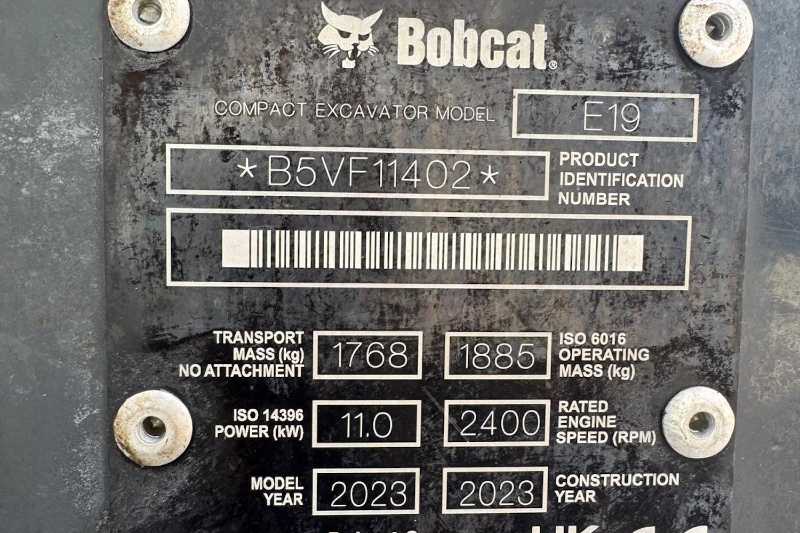 Bobcat®
COMPACT EXCAVATOR MODEL E19
*B5VF11402* PRODUCT IDENTIFICATION NUMBER
TRANSPORT MASS (kg) NO ATTACHMENT 1768 1885 ISO 6016 OPERATING MASS (kg)
ISO 14396 POWER (kW) 11.0 2400 RATED ENGINE SPEED (RPM)
MODEL YEAR 2023 2023 CONSTRUCTION YEAR